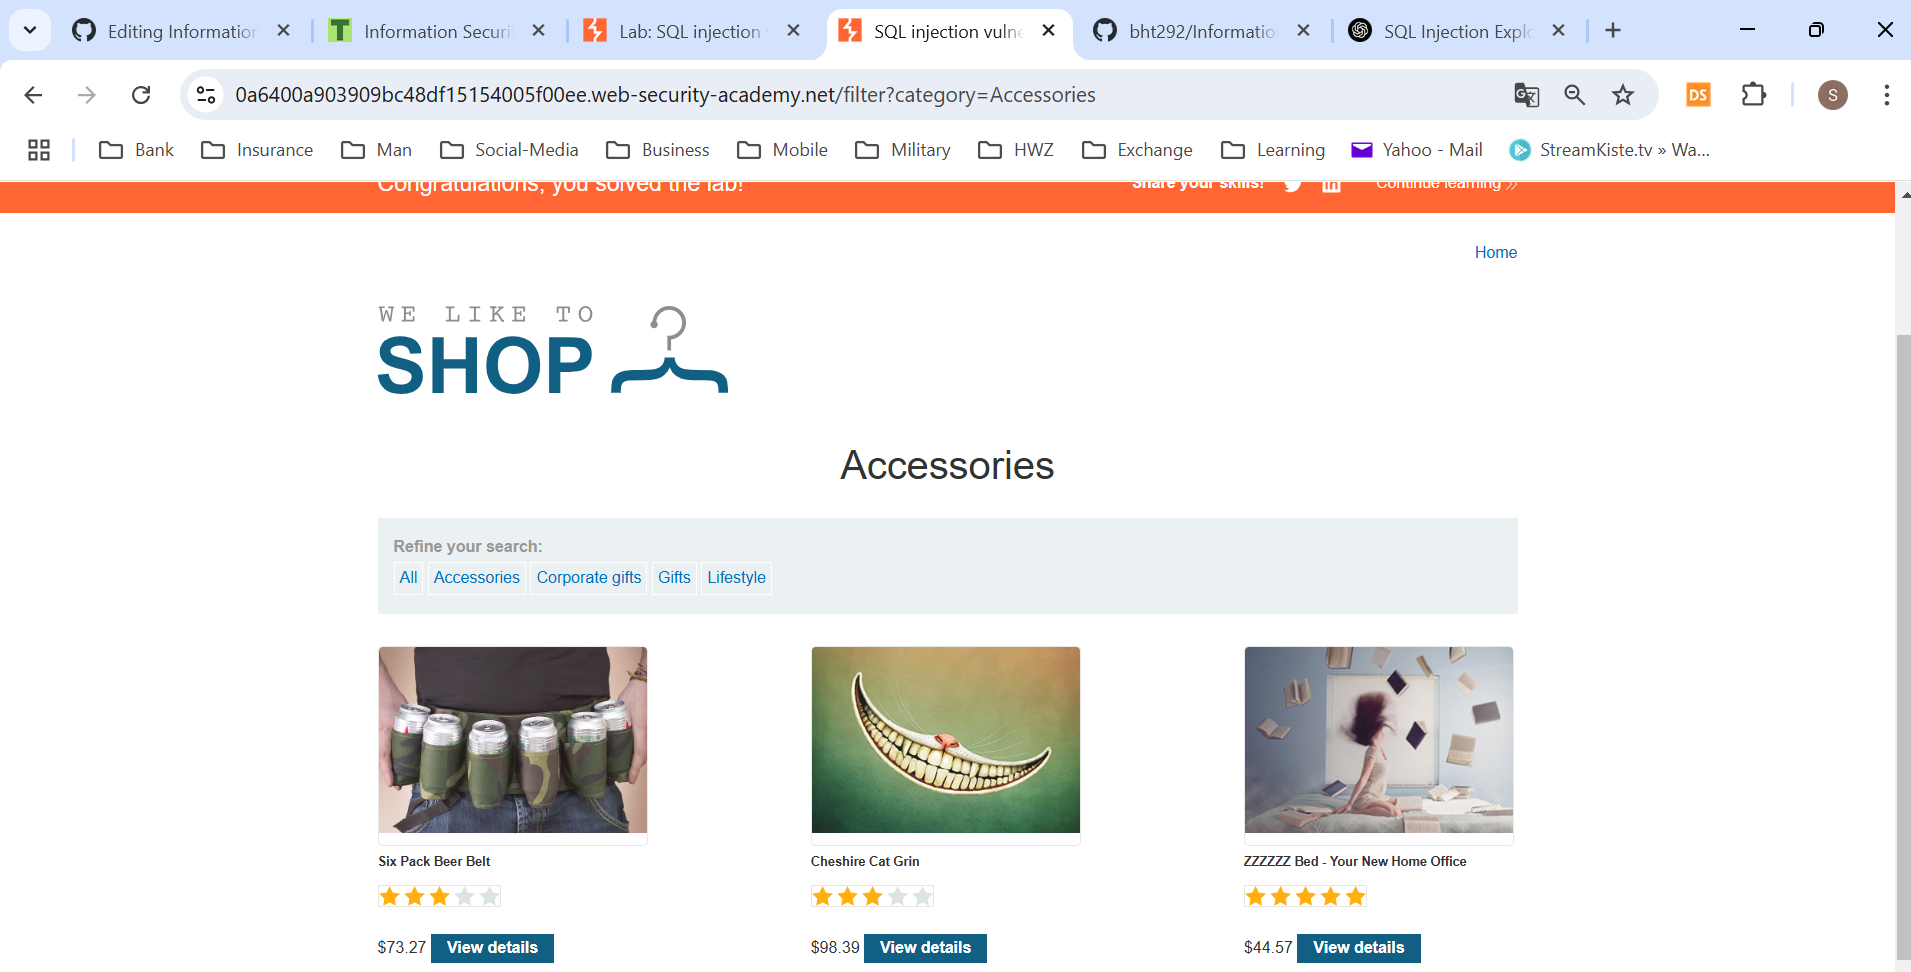 Editing Information
Information Securi
Lab: SQL injection
SQL injection vulne
bht292/Informatio
SQL Injection Explo
0a6400a903909bc48df15154005f00ee.web-security-academy.net/filter?category=Accessories
DS
S
Bank
Insurance
Man
Social-Media
Business
Mobile
Military
HWZ
Exchange
Learning
Yahoo - Mail
StreamKiste.tv » Wa...
Congratulations, you solved the lab!
Share your skills!
Continue learning »
Home
WE LIKE TO
SHOP
Accessories
Refine your search:
All Accessories Corporate gifts Gifts Lifestyle
Six Pack Beer Belt
Cheshire Cat Grin
ZZZZZZ Bed - Your New Home Office
$73.27 View details
$98.39 View details
$44.57 View details